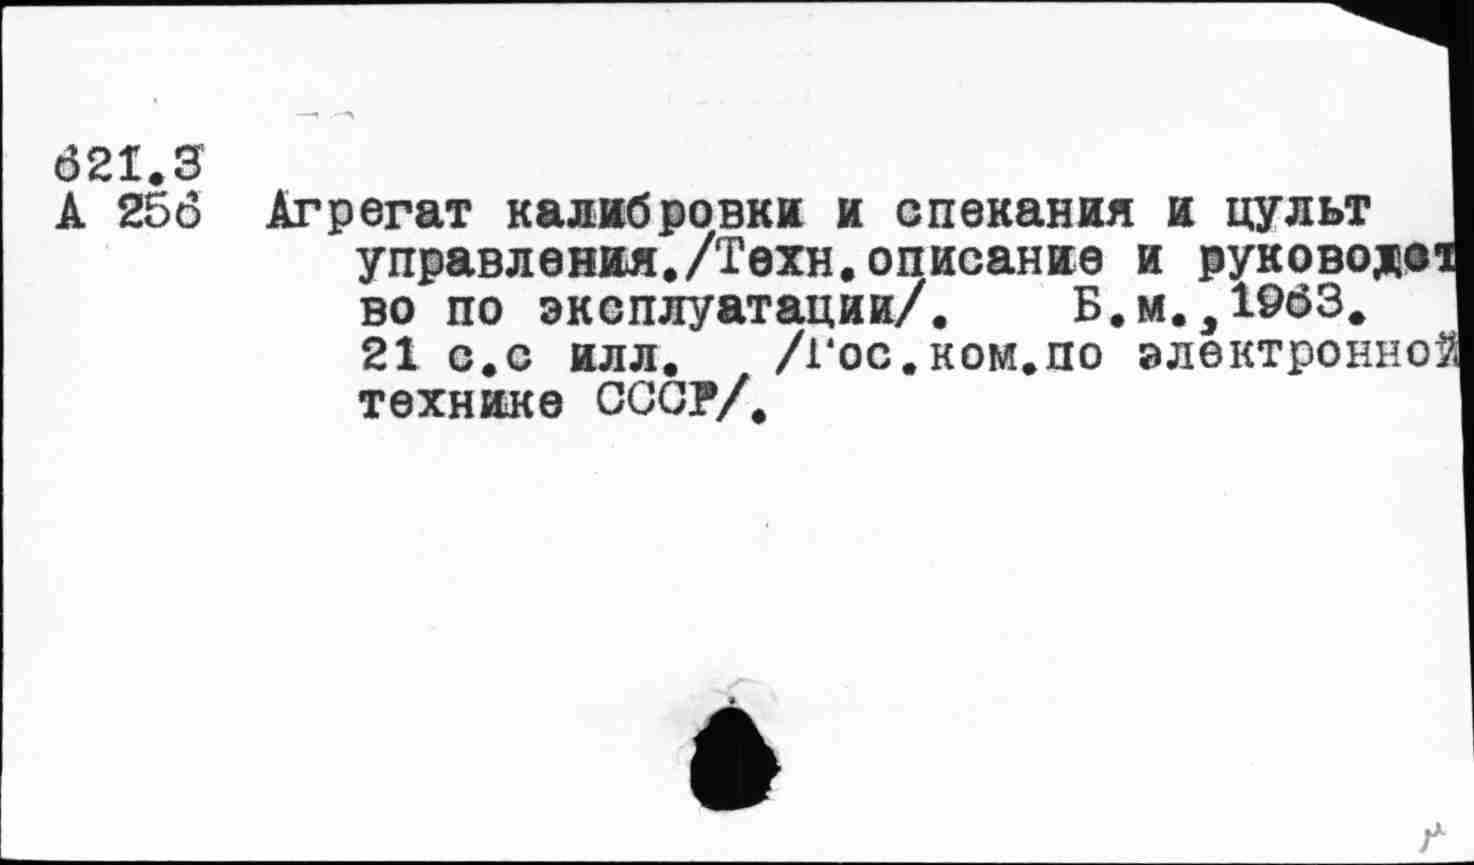 621.3
А 256 Агрегат калибровки и спекания и цульт
управления./Техн.описание и руководст
во по эксплуатации/. Б.м.,1963.
21 с.с илл. /Гос.ком.по электронной
технике СССР/.